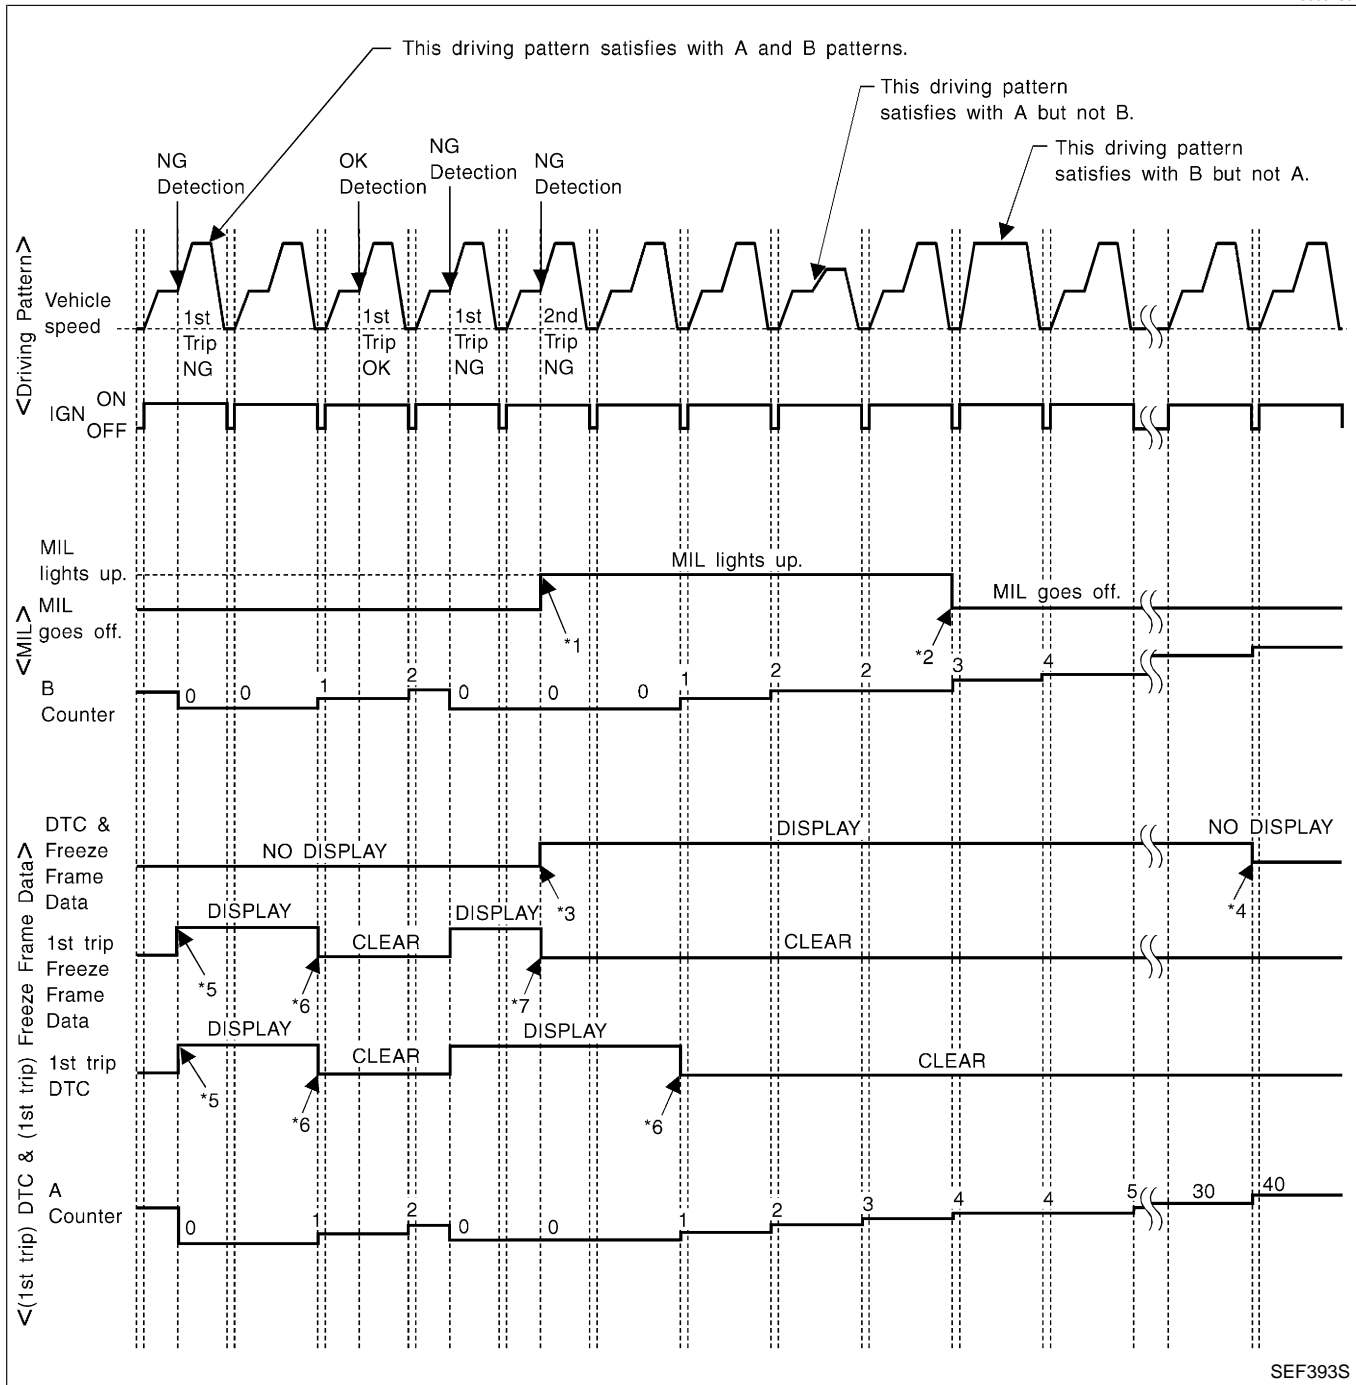 This driving pattern satisfies with A and B patterns.
This driving pattern
satisfies with A but not B.
This driving pattern
satisfies with B but not A.
NG
Detection
OK
Detection
NG
Detection
NG
Detection
<Driving Pattern>
Vehicle
speed
1st
Trip
NG
1st
Trip
OK
1st
Trip
NG
2nd
Trip
NG
IGN
ON
OFF
<MIL>
MIL
lights up.
MIL
goes off.
MIL lights up.
MIL goes off.
*1
*2
B
Counter
0 0 1 2 0 0 0 1 2 2 3 4
<(1st trip) DTC & (1st trip) Freeze Frame Data>
DTC &
Freeze
Frame
Data
NO DISPLAY
DISPLAY
NO DISPLAY
*3
*4
1st trip
Freeze
Frame
Data
DISPLAY
CLEAR
DISPLAY
CLEAR
*5
*6
*7
1st trip
DTC
DISPLAY
CLEAR
DISPLAY
CLEAR
*5
*6
*6
A
Counter
0 1 2 0 0 1 2 3 4 4 5 30 40
SEF393S